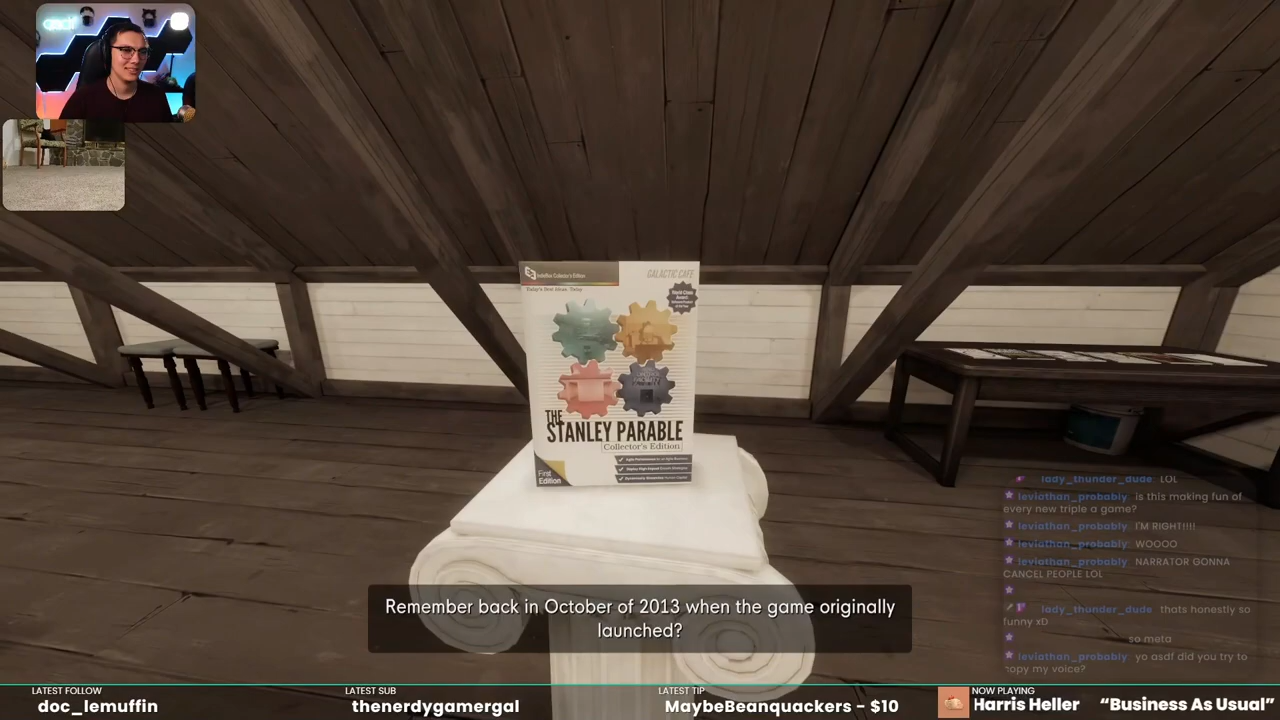 asdf
GALACTIC CAFE
THE
STANLEY PARABLE
Collector's Edition
First
Edition
Remember back in October of 2013 when the game originally
launched?
lady_thunder_dude: LOL
leviathan_probably: is this making fun of
every new triple a game?
leviathan_probably: I'M RIGHT!!!!
leviathan_probably: WOOOO
leviathan_probably: NARRATOR GONNA
CANCEL PEOPLE LOL
lady_thunder_dude: thats honestly so
funny xD
so meta
leviathan_probably: yo asdf did you try to
copy my voice?
LATEST FOLLOW
doc_lemuffin
LATEST SUB
thenerdygamergal
LATEST TIP
MaybeBeanquackers - $10
NOW PLAYING
Harris Heller “Business As Usual”